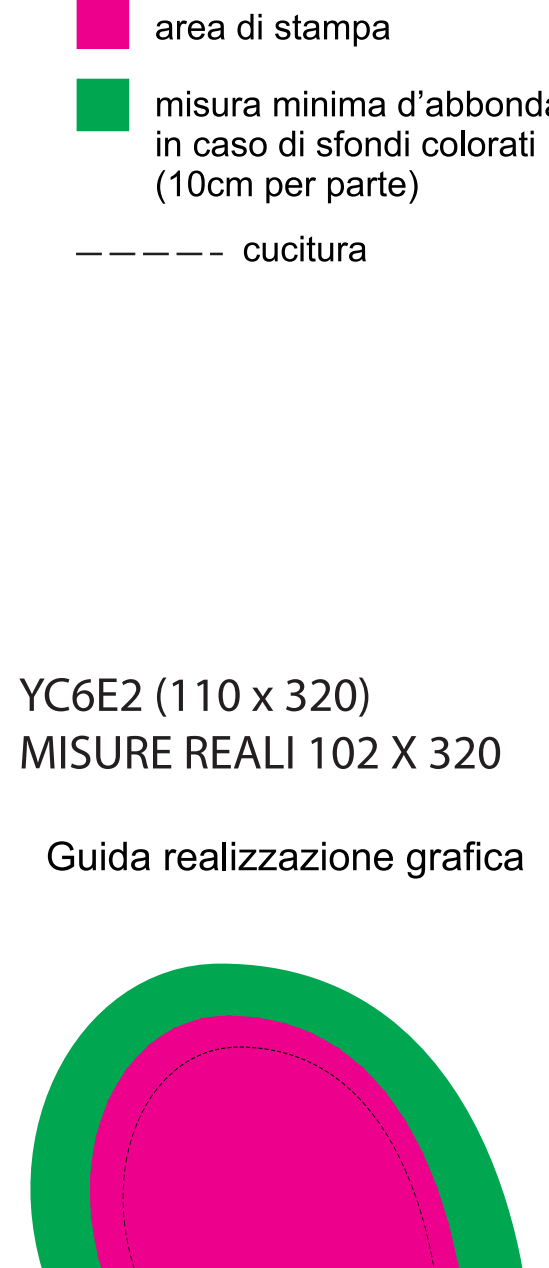 area di stampa
misura minima d’abbonda
in caso di sfondi colorati
(10cm per parte)
cucitura
YC6E2 (110 x 320)
MISURE REALI 102 X 320
Guida realizzazione grafica